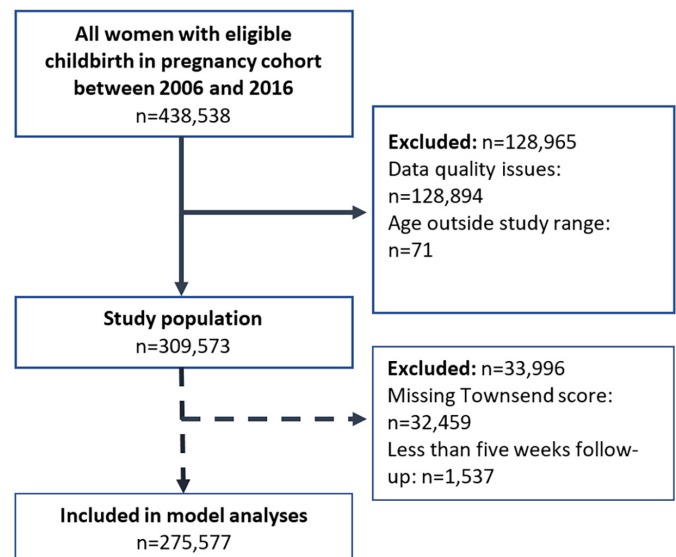 All women with eligible
childbirth in pregnancy cohort
between 2006 and 2016
n=438,538
Excluded: n=128,965
Data quality issues:
n=128,894
Age outside study range:
n=71
Study population
n=309,573
Excluded: n=33,996
Missing Townsend score:
n=32,459
Less than five weeks follow-
up: n=1,537
Included in model analyses
n=275,577